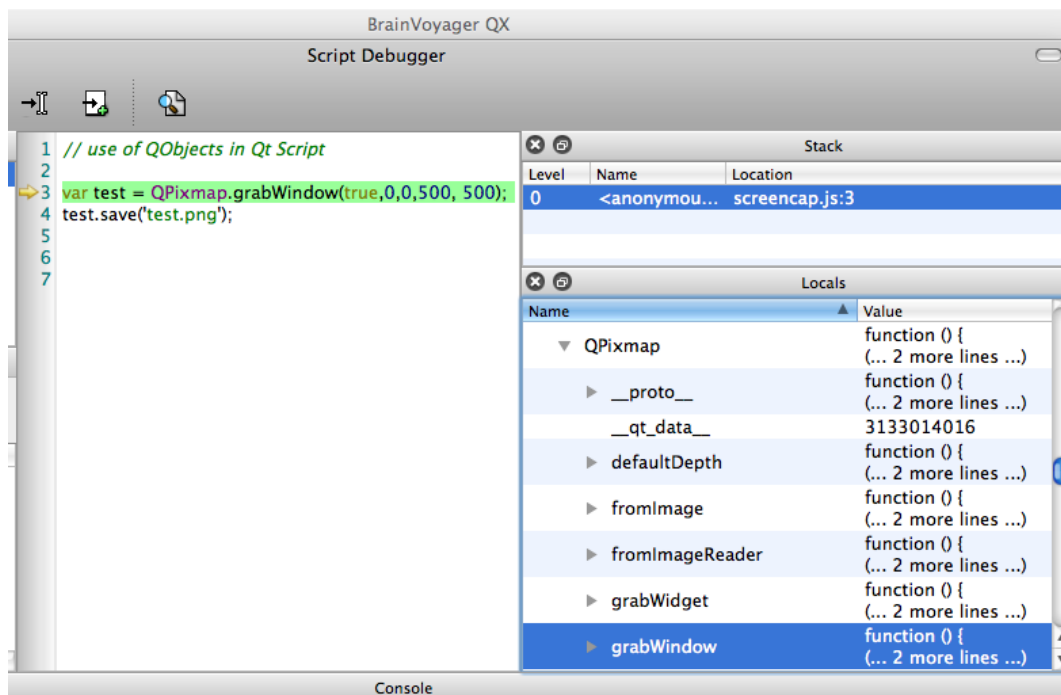 BrainVoyager QX
Script Debugger
1 // use of QObjects in Qt Script
2
3 var test = QPixmap.grabWindow(true,0,0,500, 500);
4 test.save('test.png');
5
6
7
Stack
Level Name Location
0 <anonymou... screencap.js:3
Locals
Name Value
QPixmap function () {
(... 2 more lines ...)
__proto__ function () {
(... 2 more lines ...)
__qt_data__ 3133014016
defaultDepth function () {
(... 2 more lines ...)
fromImage function () {
(... 2 more lines ...)
fromImageReader function () {
(... 2 more lines ...)
grabWidget function () {
(... 2 more lines ...)
grabWindow function () {
(... 2 more lines ...)
Console